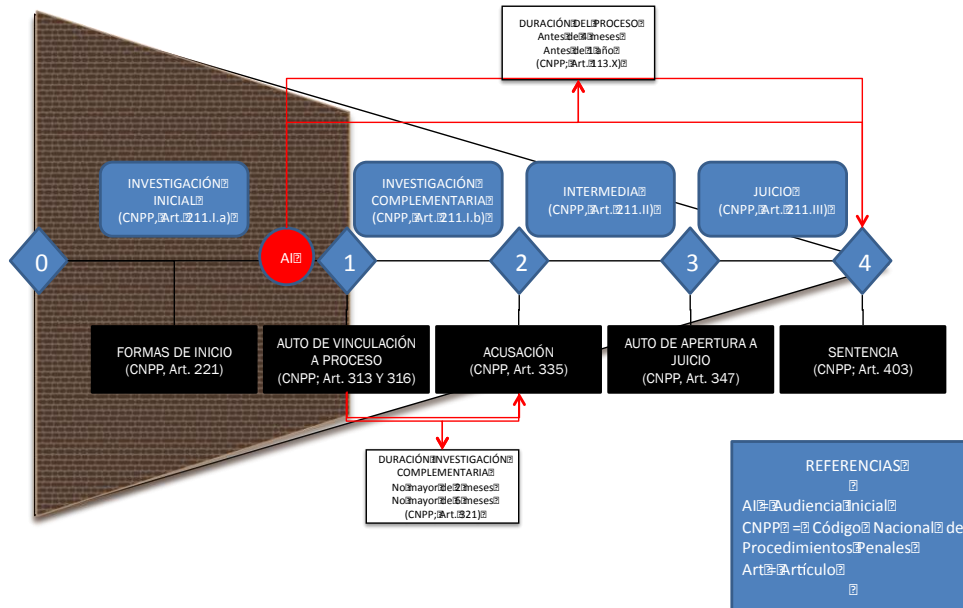 DURACIÓN DEL PROCESO
Antes de 4 meses
Antes de 1 año
(CNPP; Art. 113.X)
INVESTIGACIÓN
INICIAL
(CNPP, Art. 211.I.a)
INVESTIGACIÓN
COMPLEMENTARIA
(CNPP, Art. 211.I.b)
INTERMEDIA
(CNPP, Art. 211.II)
JUICIO
(CNPP, Art. 211.III)
0
AI
1
2
3
4
FORMAS DE INICIO
(CNPP, Art. 221)
AUTO DE VINCULACIÓN
A PROCESO
(CNPP; Art. 313 Y 316)
ACUSACIÓN
(CNPP, Art. 335)
AUTO DE APERTURA A
JUICIO
(CNPP, Art. 347)
SENTENCIA
(CNPP; Art. 403)
DURACIÓN INVESTIGACIÓN
COMPLEMENTARIA
No mayor de 2 meses
No mayor de 6 meses
(CNPP; Art. 321)
REFERENCIAS
AI = Audiencia Inicial
CNPP = Código Nacional de
Procedimientos Penales
Art = Artículo